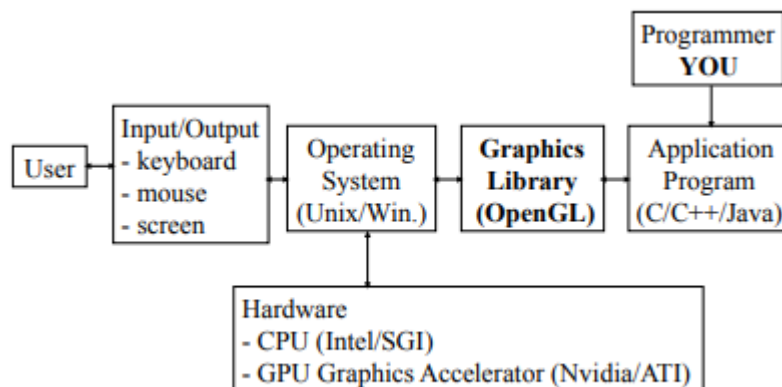 Programmer
YOU
Input/Output
- keyboard
- mouse
- screen
User
Operating
System
(Unix/Win.)
Graphics
Library
(OpenGL)
Application
Program
(C/C++/Java)
Hardware
- CPU (Intel/SGI)
- GPU Graphics Accelerator (Nvidia/ATI)